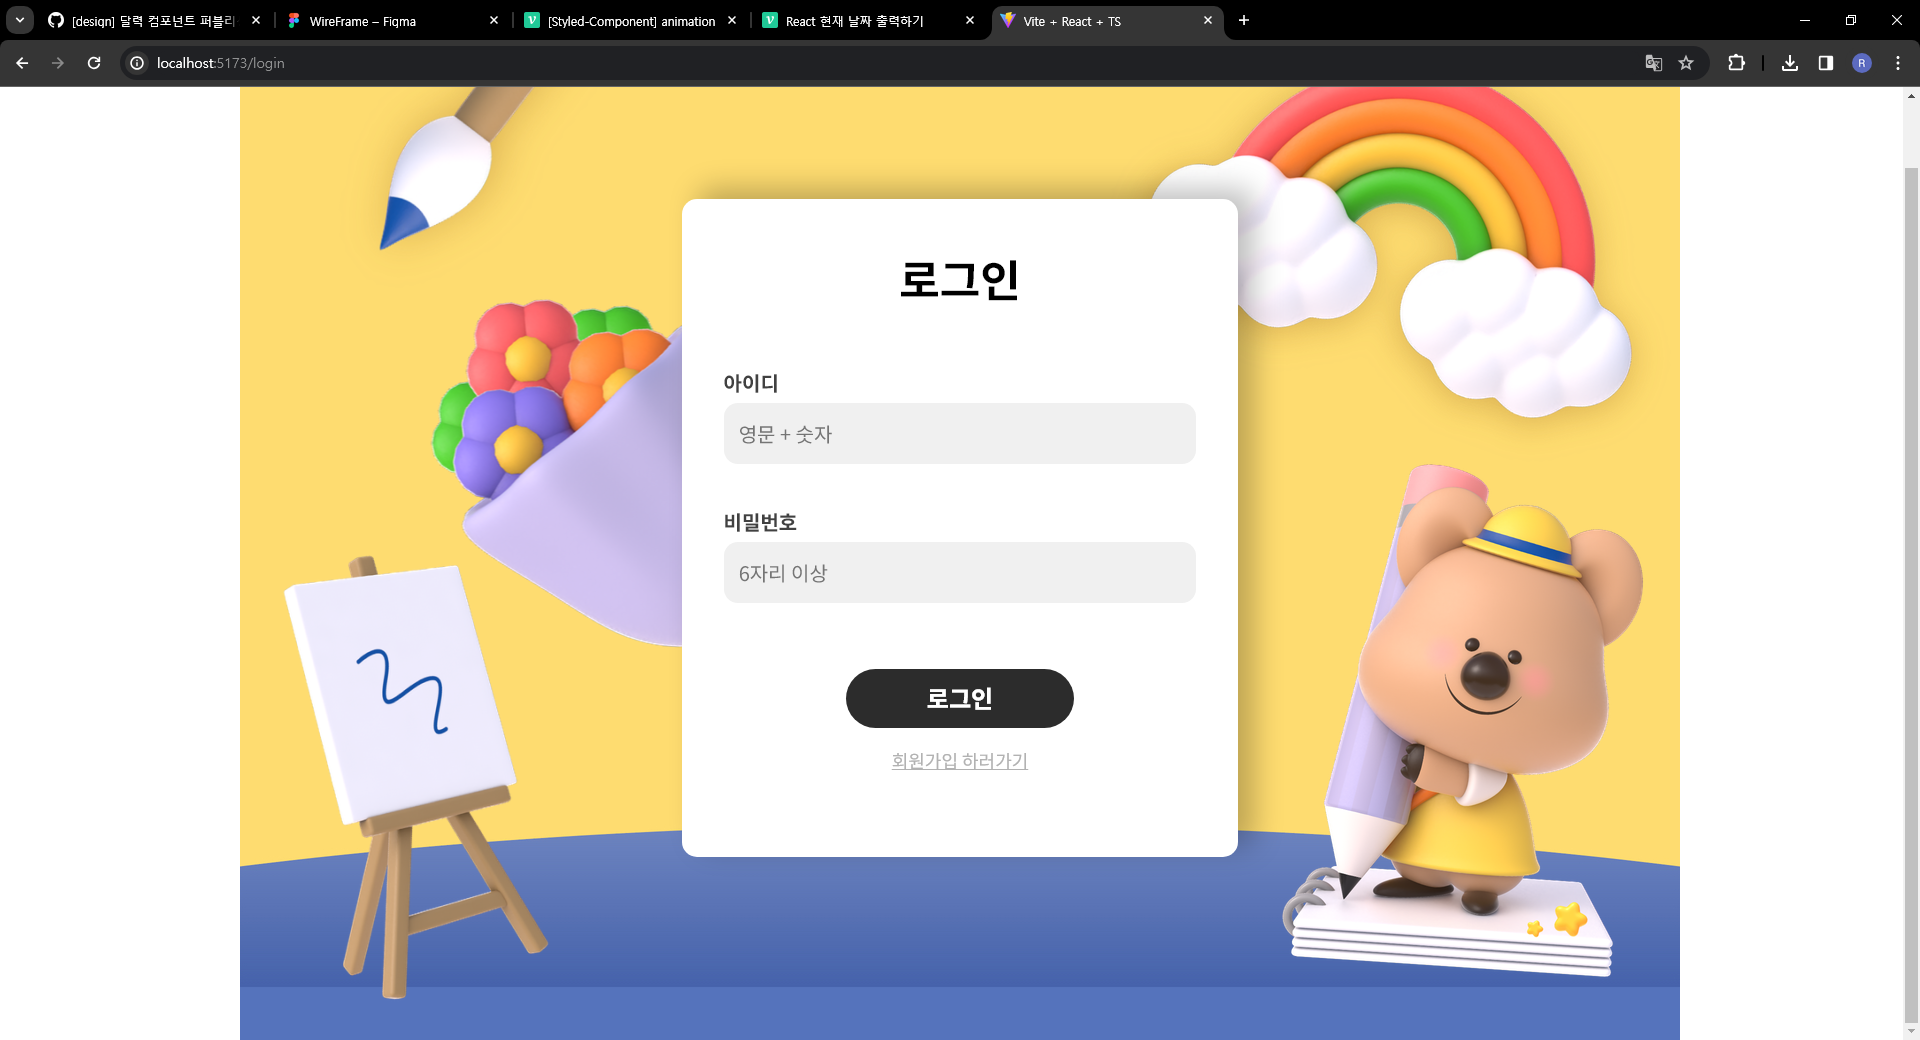 [design] 달력 컴포넌트 퍼블리
WireFrame – Figma
[Styled-Component] animation
React 현재 날짜 출력하기
Vite + React + TS
localhost:5173/login
R
로그인
아이디
영문 + 숫자
비밀번호
6자리 이상
로그인
회원가입 하러가기